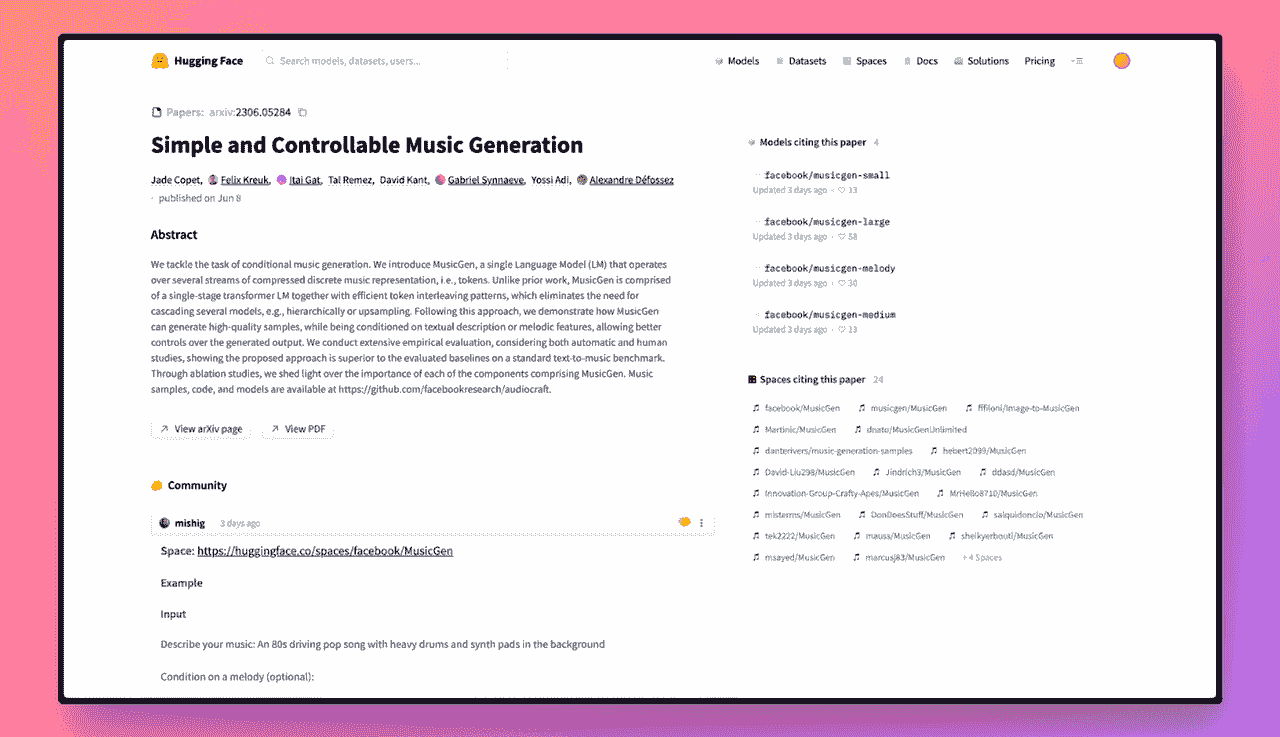 Hugging Face
Search models, datasets, users...
Models
Datasets
Spaces
Docs
Solutions
Pricing
Papers: arxiv:2306.05284
Simple and Controllable Music Generation
Jade Copet, Felix Kreuk, Itai Gat, Tal Remez, David Kant, Gabriel Synnaeve, Yossi Adi, Alexandre Défossez
· published on Jun 8
Abstract
We tackle the task of conditional music generation. We introduce MusicGen, a single Language Model (LM) that operates
over several streams of compressed discrete music representation, i.e., tokens. Unlike prior work, MusicGen is comprised
of a single-stage transformer LM together with efficient token interleaving patterns, which eliminates the need for
cascading several models, e.g., hierarchically or upsampling. Following this approach, we demonstrate how MusicGen
can generate high-quality samples, while being conditioned on textual description or melodic features, allowing better
controls over the generated output. We conduct extensive empirical evaluation, considering both automatic and human
studies, showing the proposed approach is superior to the evaluated baselines on a standard text-to-music benchmark.
Through ablation studies, we shed light over the importance of each of the components comprising MusicGen. Music
samples, code, and models are available at https://github.com/facebookresearch/audiocraft.
View arXiv page
View PDF
Community
mishig 3 days ago
Space: https://huggingface.co/spaces/facebook/MusicGen
Example
Input
Describe your music: An 80s driving pop song with heavy drums and synth pads in the background
Condition on a melody (optional):
Models citing this paper 4
facebook/musicgen-small
Updated 3 days ago ·
facebook/musicgen-large
Updated 3 days ago · 58
facebook/musicgen-melody
Updated 3 days ago · 30
facebook/musicgen-medium
Updated 3 days ago ·
Spaces citing this paper 24
facebook/MusicGen musicgen/MusicGen fffiloni/Image-to-MusicGen
Martinic/MusicGen dnato/MusicGenUnlimited
danterivers/music-generation-samples hebert2099/MusicGen
David-Liu298/MusicGen Jindrich3/MusicGen ddasd/MusicGen
Innovation-Group-Crafty-Apes/MusicGen MrHello8710/MusicGen
DonDoesStuff/MusicGen
tek2222/MusicGen mausa/MusicGen shelkyerbouti/MusicGen
msayed/MusicGen marcusj83/MusicGen + 4 Spaces